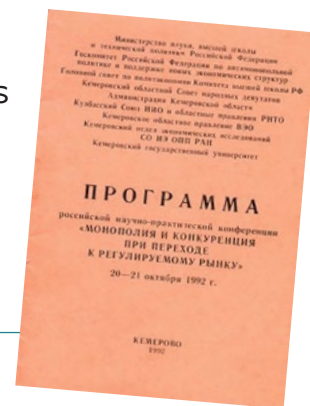 s
Министерство науки, высшей школы
и технической политики Российской Федерации
Госкомитет Российской Федерации по антимонопольной
политике и поддержке новых экономических структур
Головной совет по политэкономии Комитета высшей школы РФ
Кемеровский областной Совет народных депутатов
Администрация Кемеровской области
Кузбасский Союз НИО и областные правления РНТО
Кемеровское областное правление ВЭО
Кемеровский отдел экономических исследований
СО ИЭ ОПП РАН
Кемеровский государственный университет
ПРОГРАММА
российской научно-практической конференции
«МОНОПОЛИЯ И КОНКУРЕНЦИЯ
ПРИ ПЕРЕХОДЕ
К РЕГУЛИРУЕМОМУ РЫНКУ»
20—21 октября 1992 г.
КЕМЕРОВО
1992